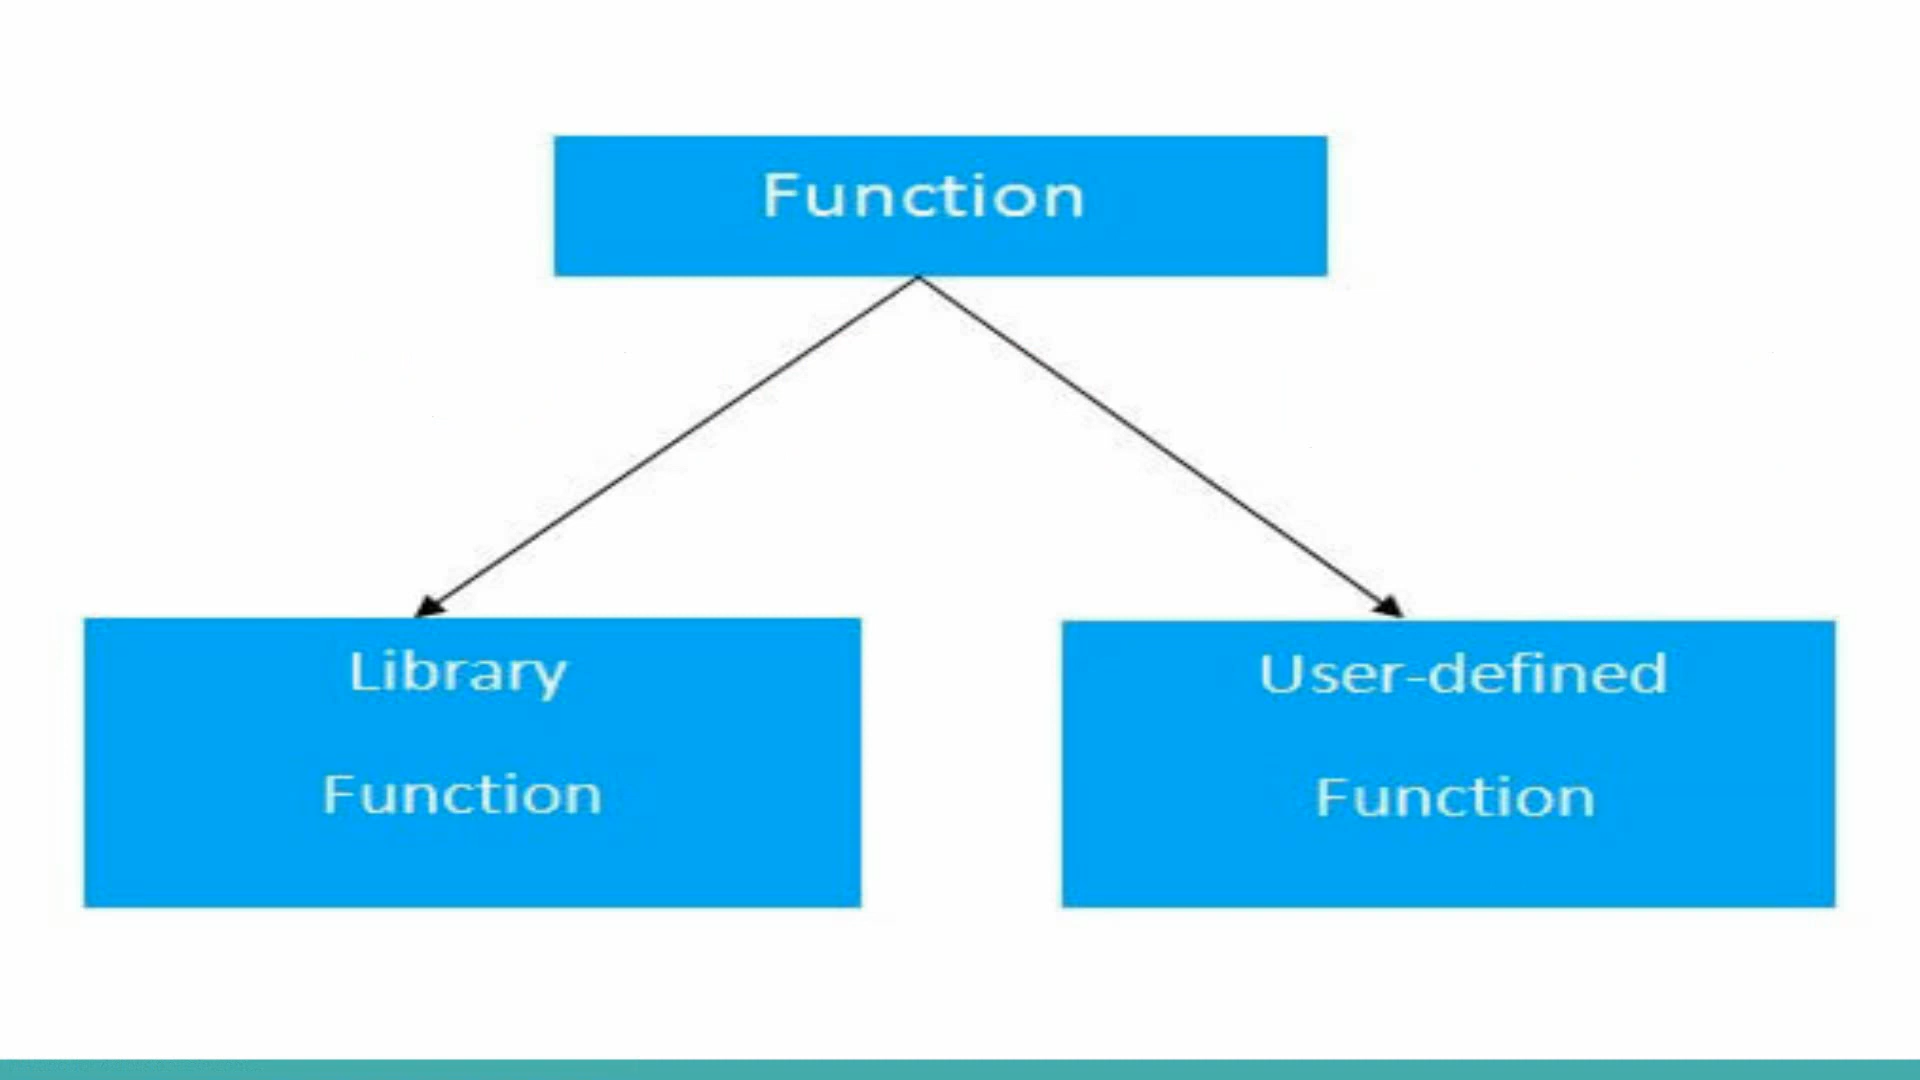 Function
Library
Function
User-defined
Function